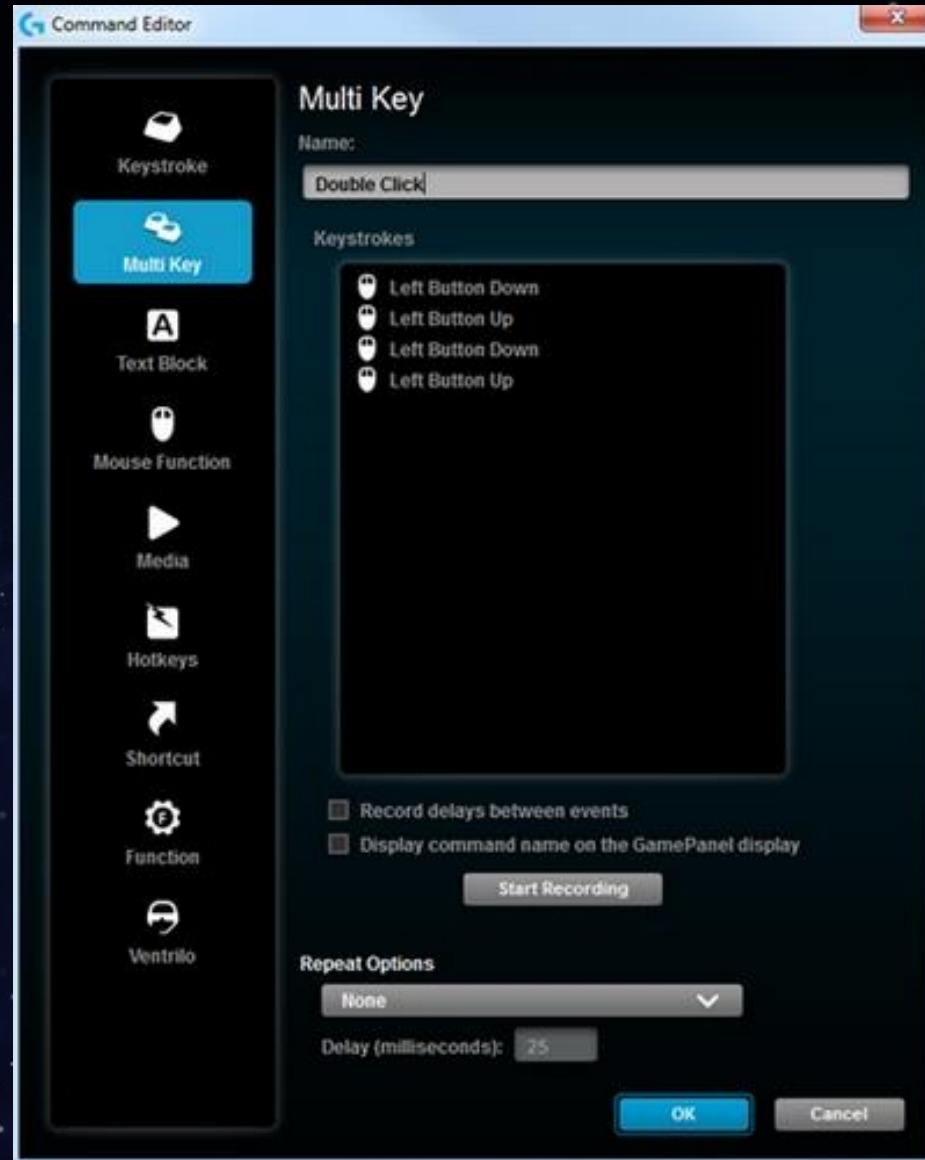 Command Editor
Keystroke
Multi Key
Text Block
Mouse Function
Media
Hotkeys
Shortcut
Function
Ventrilo
Multi Key
Name:
Double Click
Keystrokes
Left Button Down
Left Button Up
Left Button Down
Left Button Up
Record delays between events
Display command name on the GamePanel display
Start Recording
Repeat Options
None
Delay (milliseconds): 25
OK Cancel